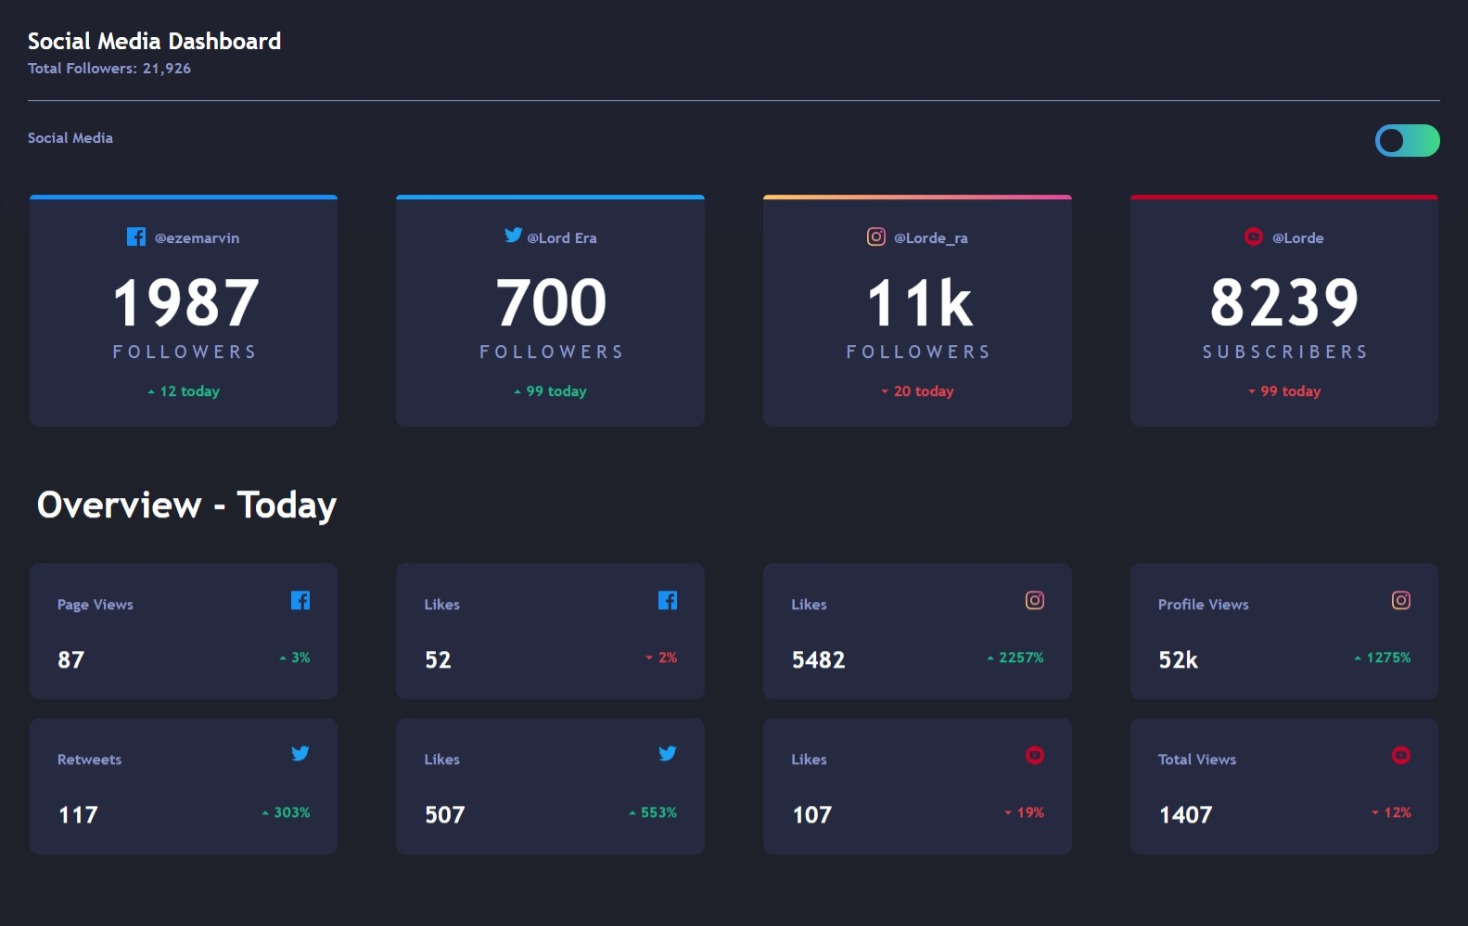 Social Media Dashboard
Total Followers: 21,926
Social Media
@ezemarvin
1987
FOLLOWERS
12 today
@Lord Era
700
FOLLOWERS
99 today
@Lorde_ra
11k
FOLLOWERS
20 today
@Lorde
8239
SUBSCRIBERS
99 today
Overview - Today
Page Views
87
3%
Likes
52
2%
Likes
5482
2257%
Profile Views
52k
1275%
Retweets
117
303%
Likes
507
553%
Likes
107
19%
Total Views
1407
12%